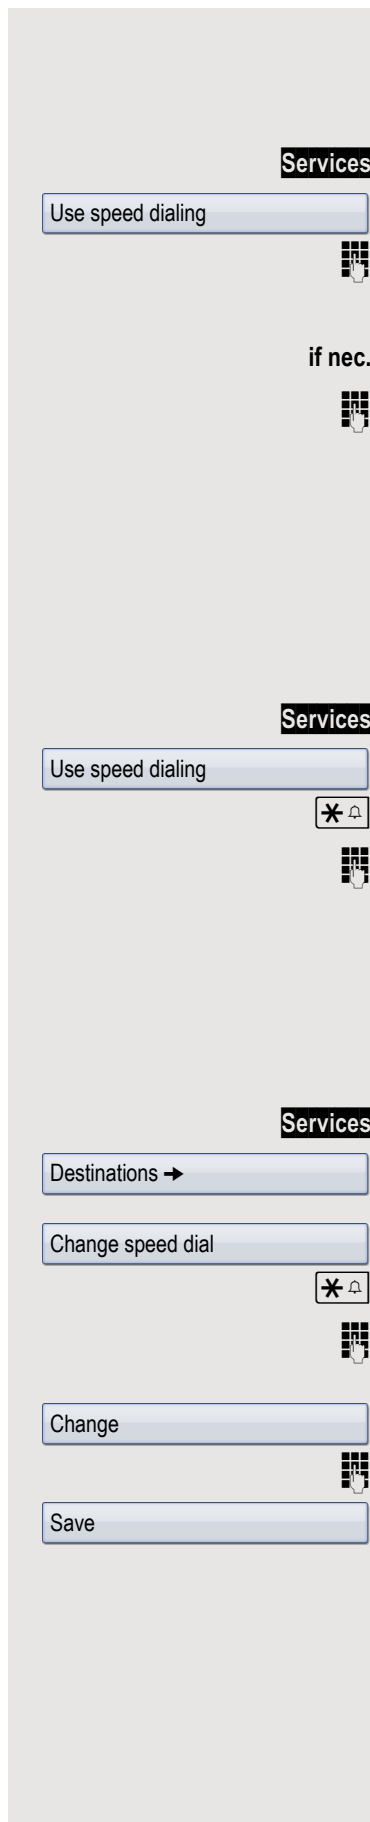 Services
Use speed dialing
if nec.
Services
Use speed dialing
Services
Destinations →
Change speed dial
Change
Save